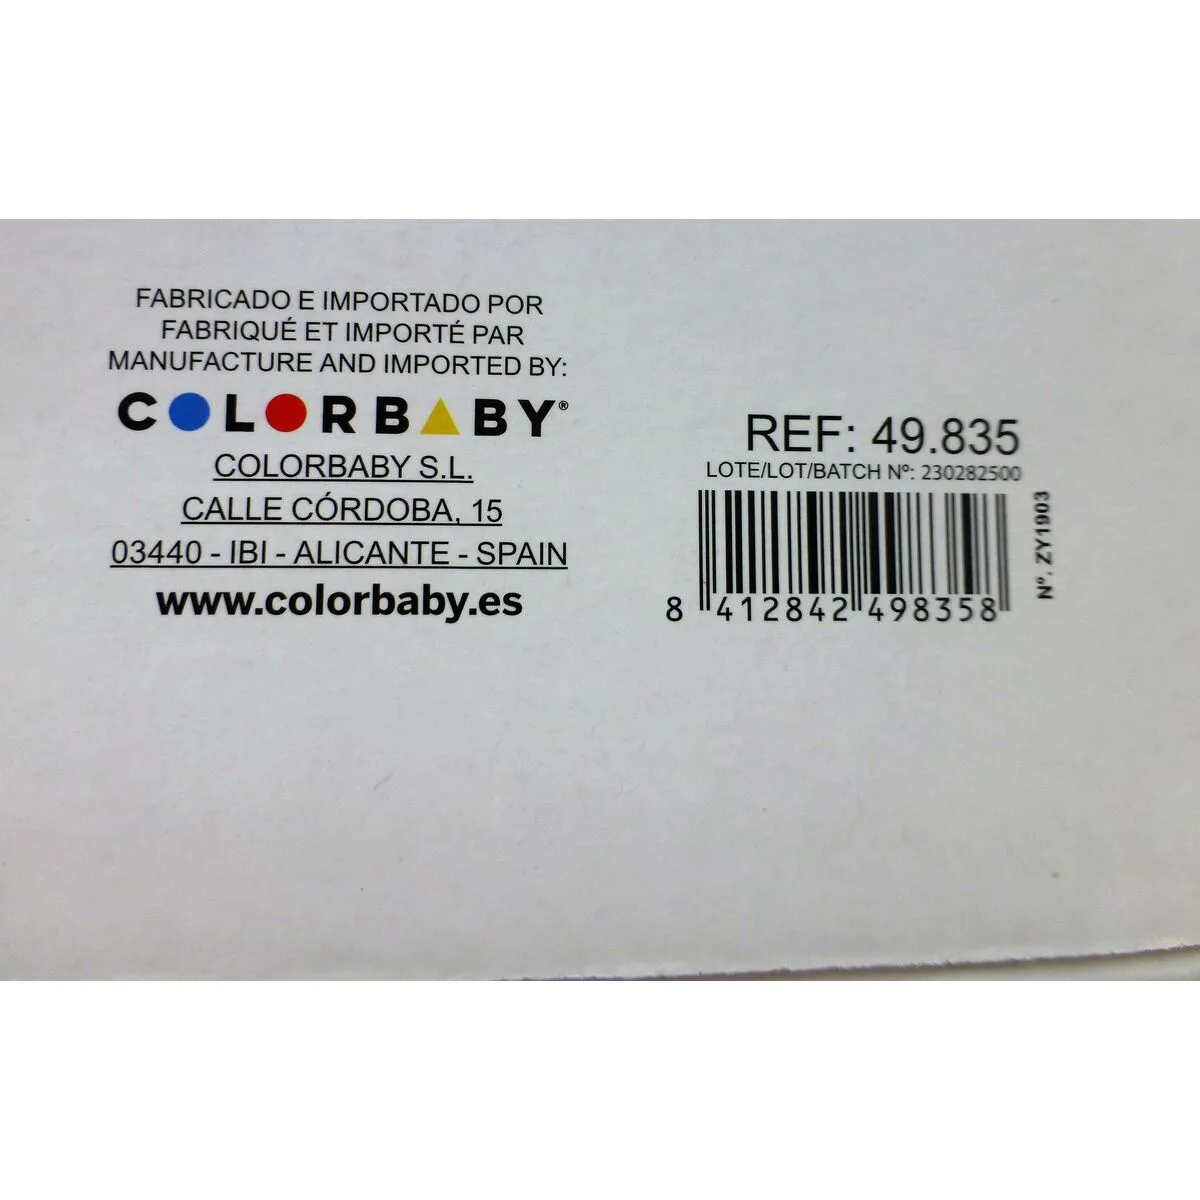 FABRICADO E IMPORTADO POR
FABRIQUÉ ET IMPORTÉ PAR
MANUFACTURE AND IMPORTED BY:
COLORBABY®
COLORBABY S.L.
CALLE CÓRDOBA, 15
03440 - IBI - ALICANTE - SPAIN
www.colorbaby.es
REF: 49.835
LOTE/LOT/BATCH Nº: 230282500
8 412842 498358
Nº. ZY1903